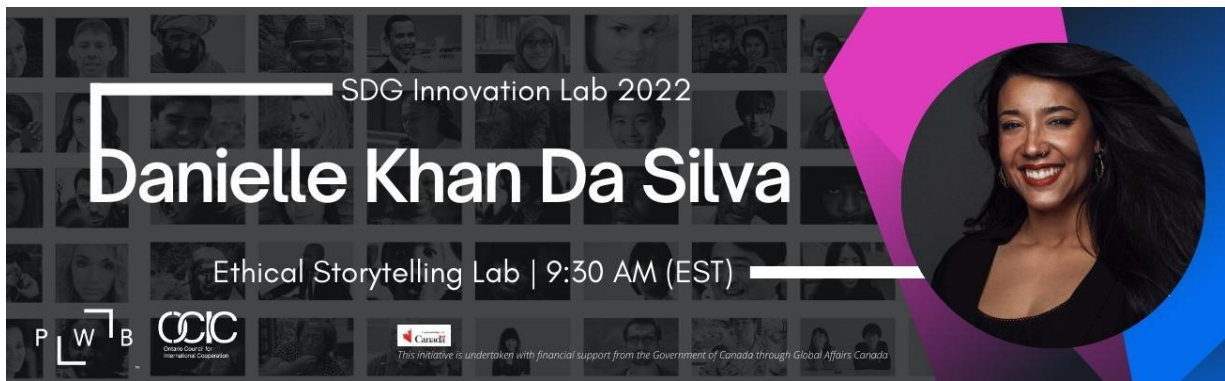 SDG Innovation Lab 2022
Danielle Khan Da Silva
Ethical Storytelling Lab | 9:30 AM (EST)
P W B
™
OCIC
Ontario Council for
International Cooperation
Canada
This Initiative is undertaken with financial support from the Government of Canada through Global Affairs Canada